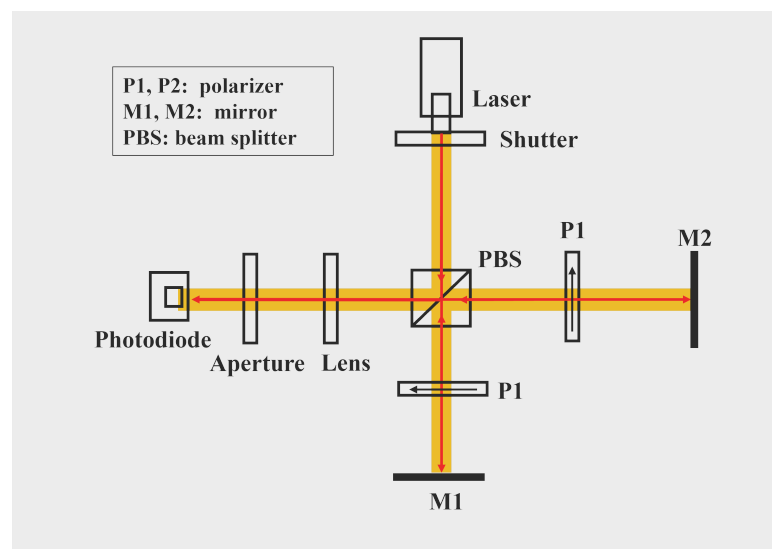 P1, P2: polarizer
M1, M2: mirror
PBS: beam splitter
Laser
Shutter
PBS
P1
M2
Photodiode
Aperture
Lens
P1
M1